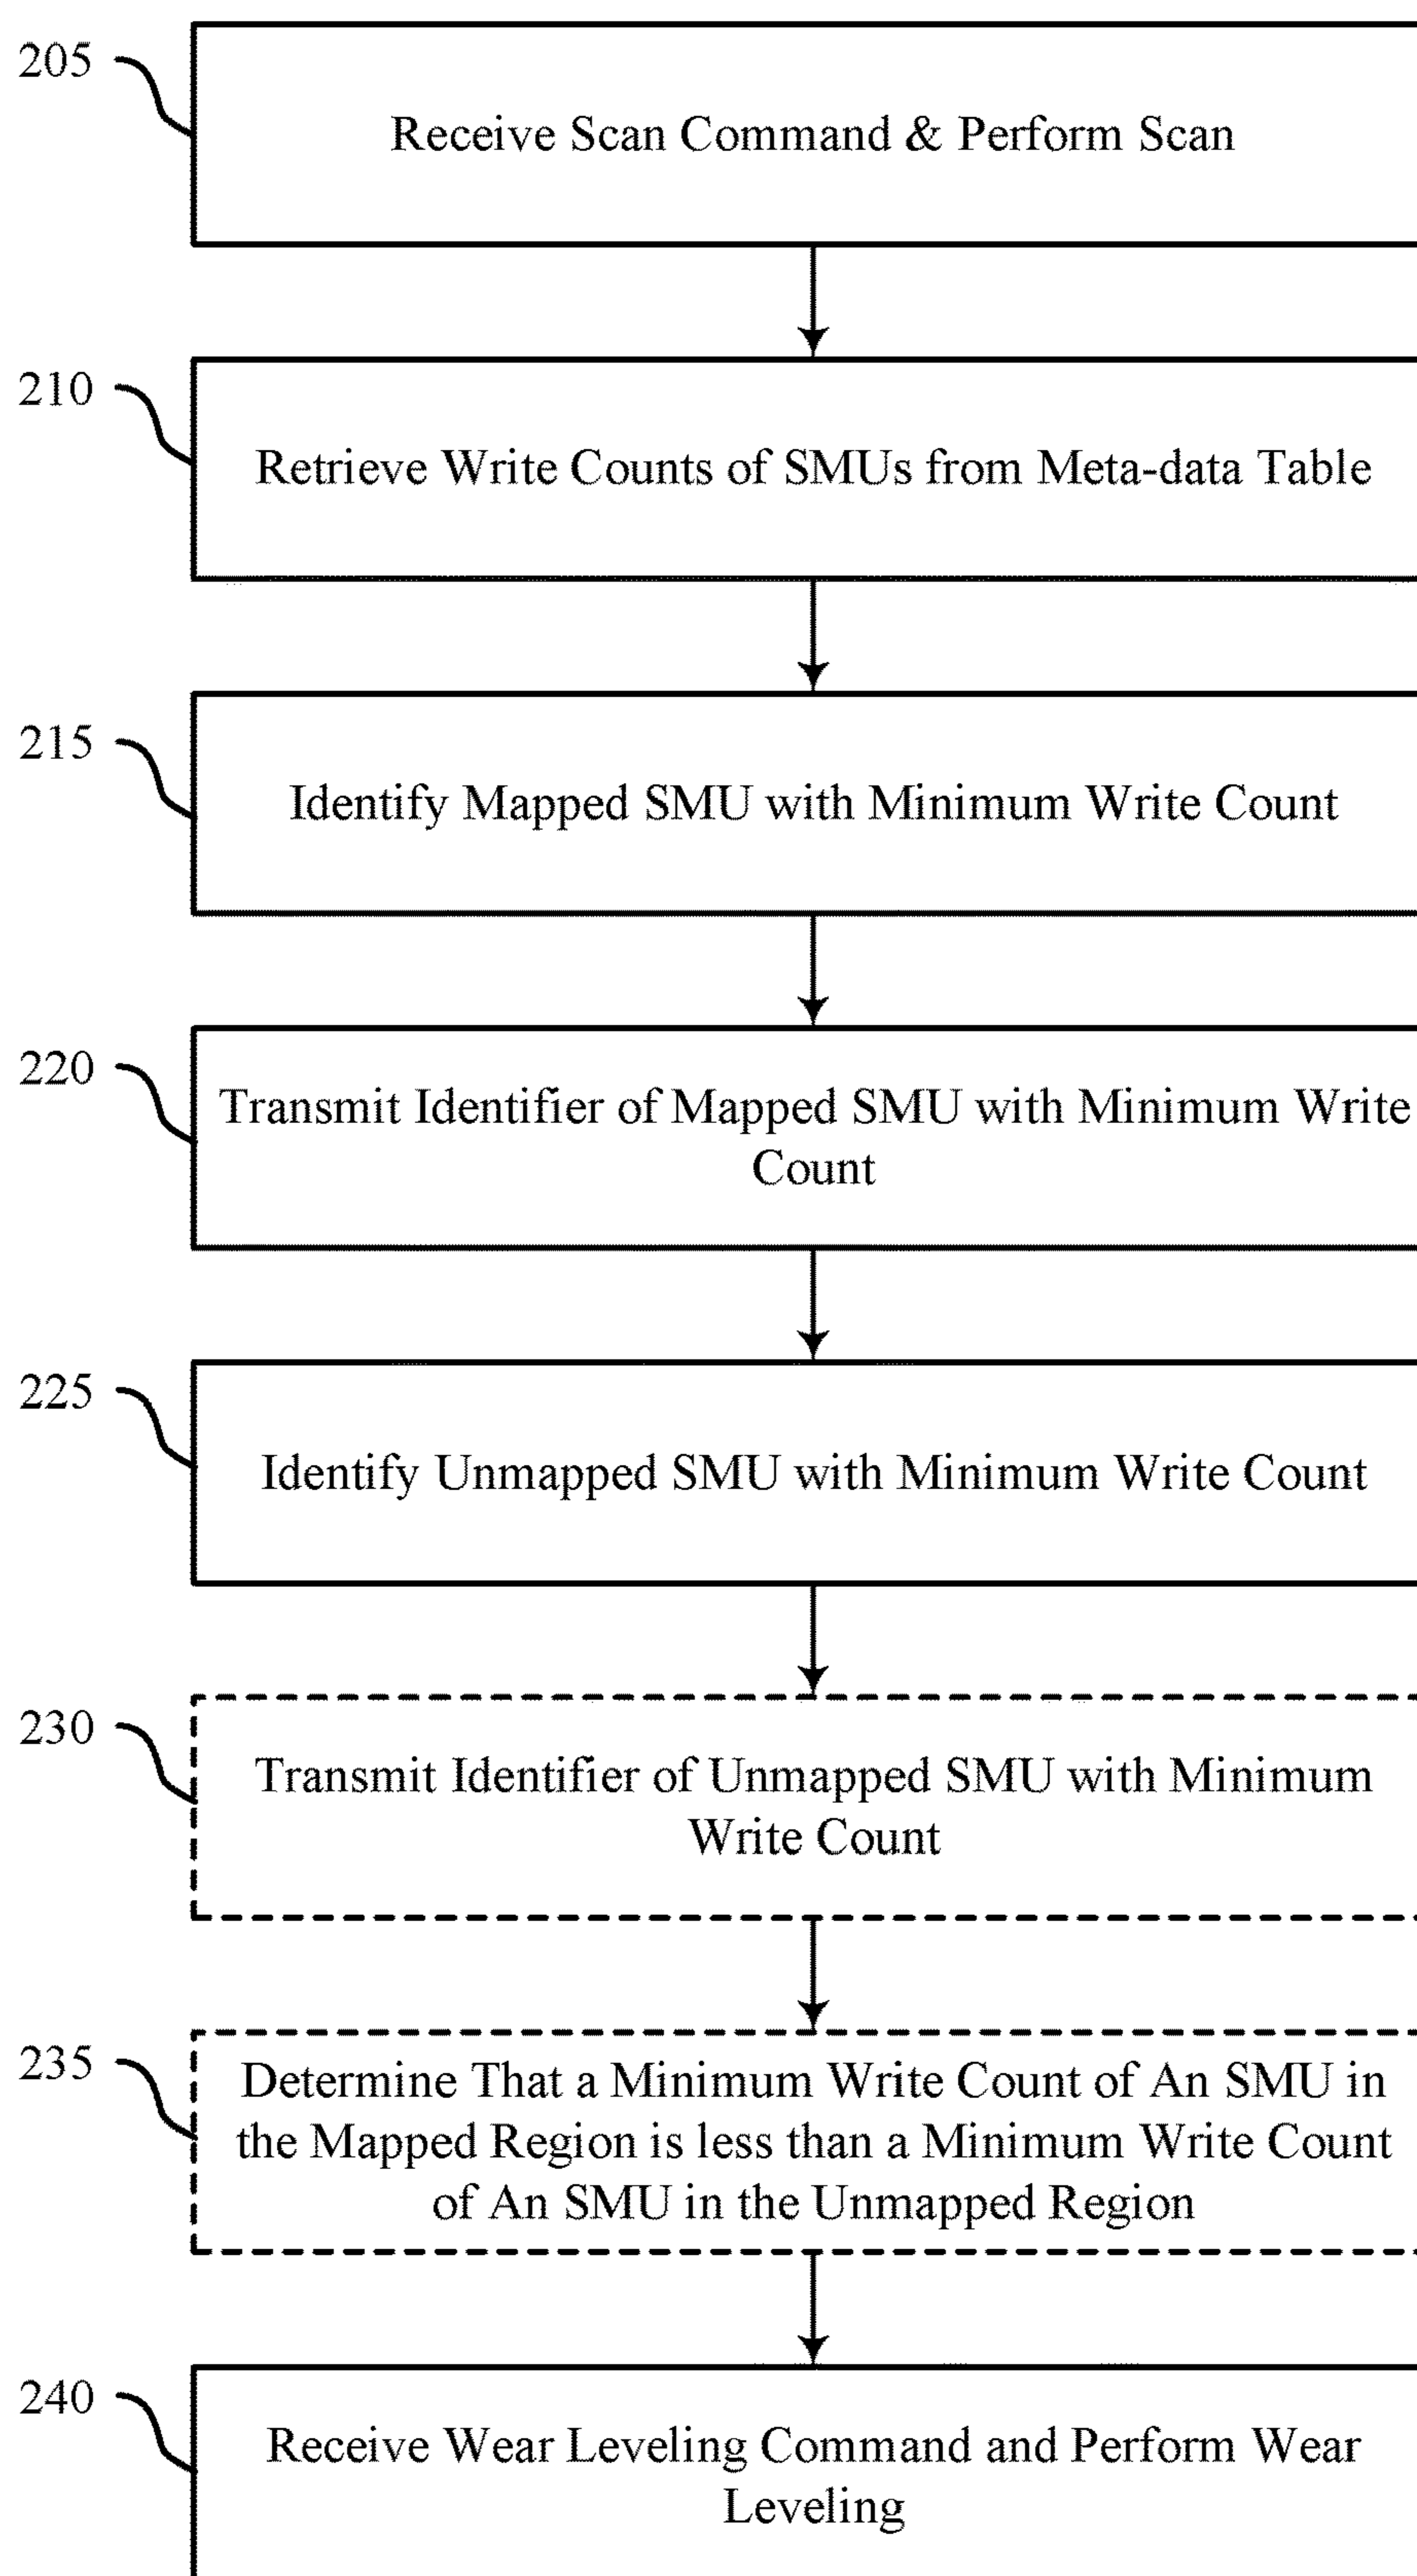 205
Receive Scan Command & Perform Scan
210
Retrieve Write Counts of SMUs from Meta-data Table
215
Identify Mapped SMU with Minimum Write Count
220
Transmit Identifier of Mapped SMU with Minimum Write
Count
225
Identify Unmapped SMU with Minimum Write Count
230
Transmit Identifier of Unmapped SMU with Minimum
Write Count
235
Determine That a Minimum Write Count of An SMU in
the Mapped Region is less than a Minimum Write Count
of An SMU in the Unmapped Region
240
Receive Wear Leveling Command and Perform Wear
Leveling